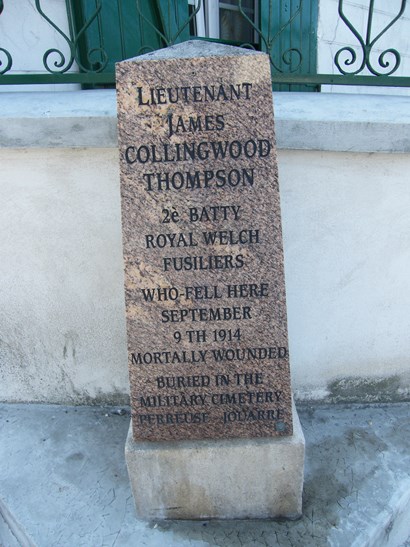 LIEUTENANT
JAMES
COLLINGWOOD
THOMPSON
2è BATTY
ROYAL WELCH
FUSILIERS
WHO-FELL HERE
SEPTEMBER
9 TH 1914
MORTALLY WOUNDED
BURIED IN THE
MILITARY CIMETERY
PERREUSE JOUARRE